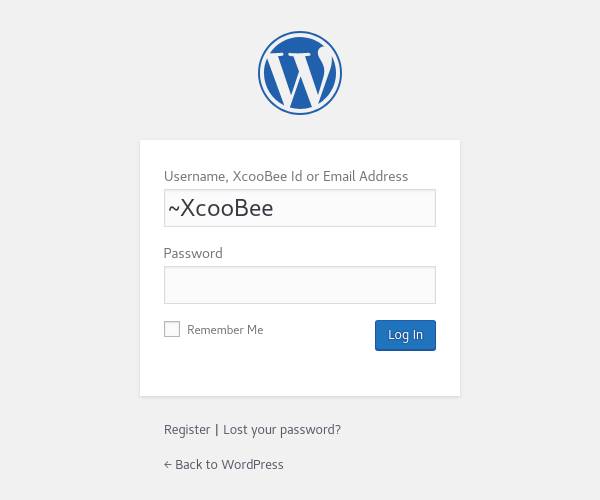 Username, XcooBee Id or Email Address
~XcooBee
Password
Remember Me
Log In
Register | Lost your password?
← Back to WordPress